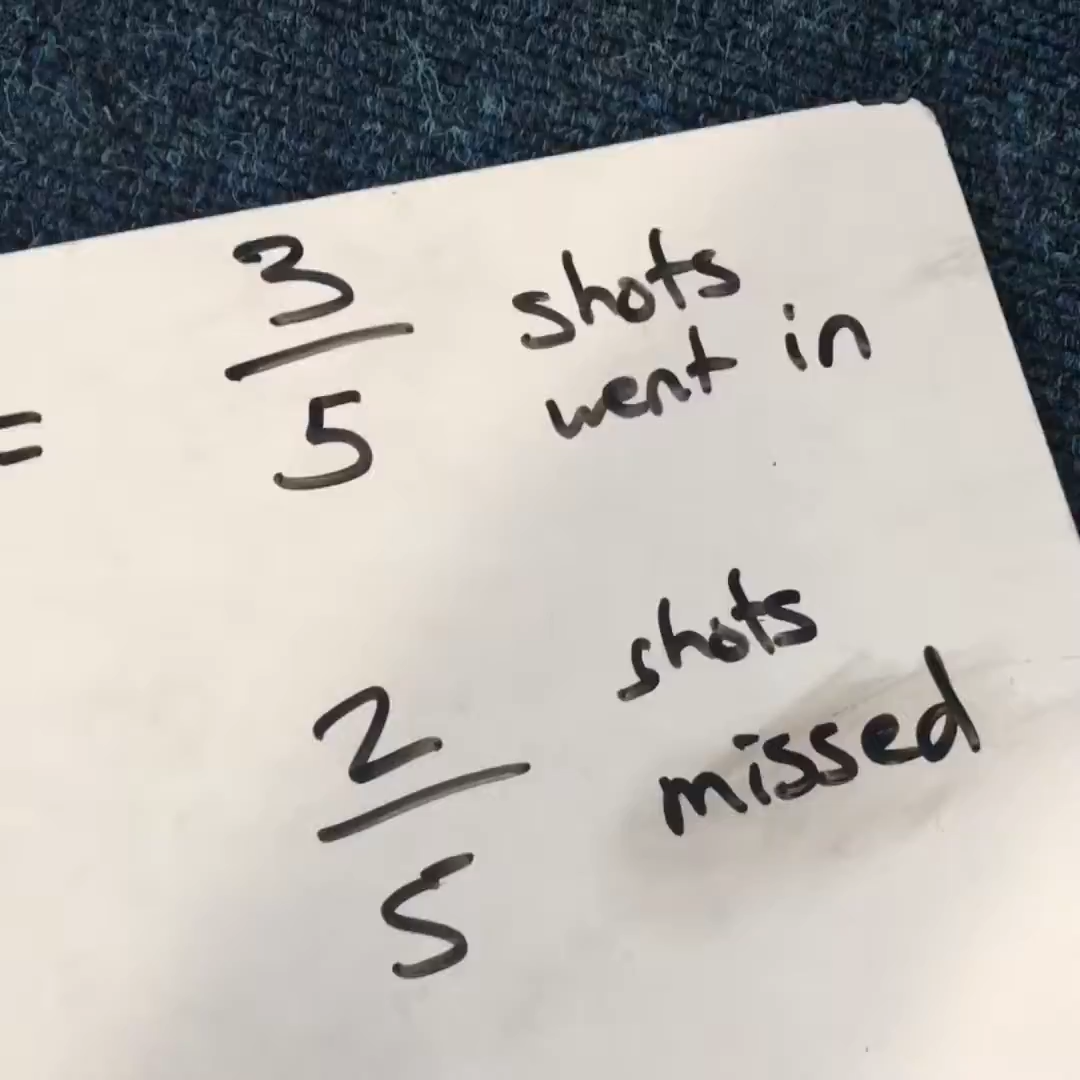 = 3/5 shots
went in
2/5 shots
missed